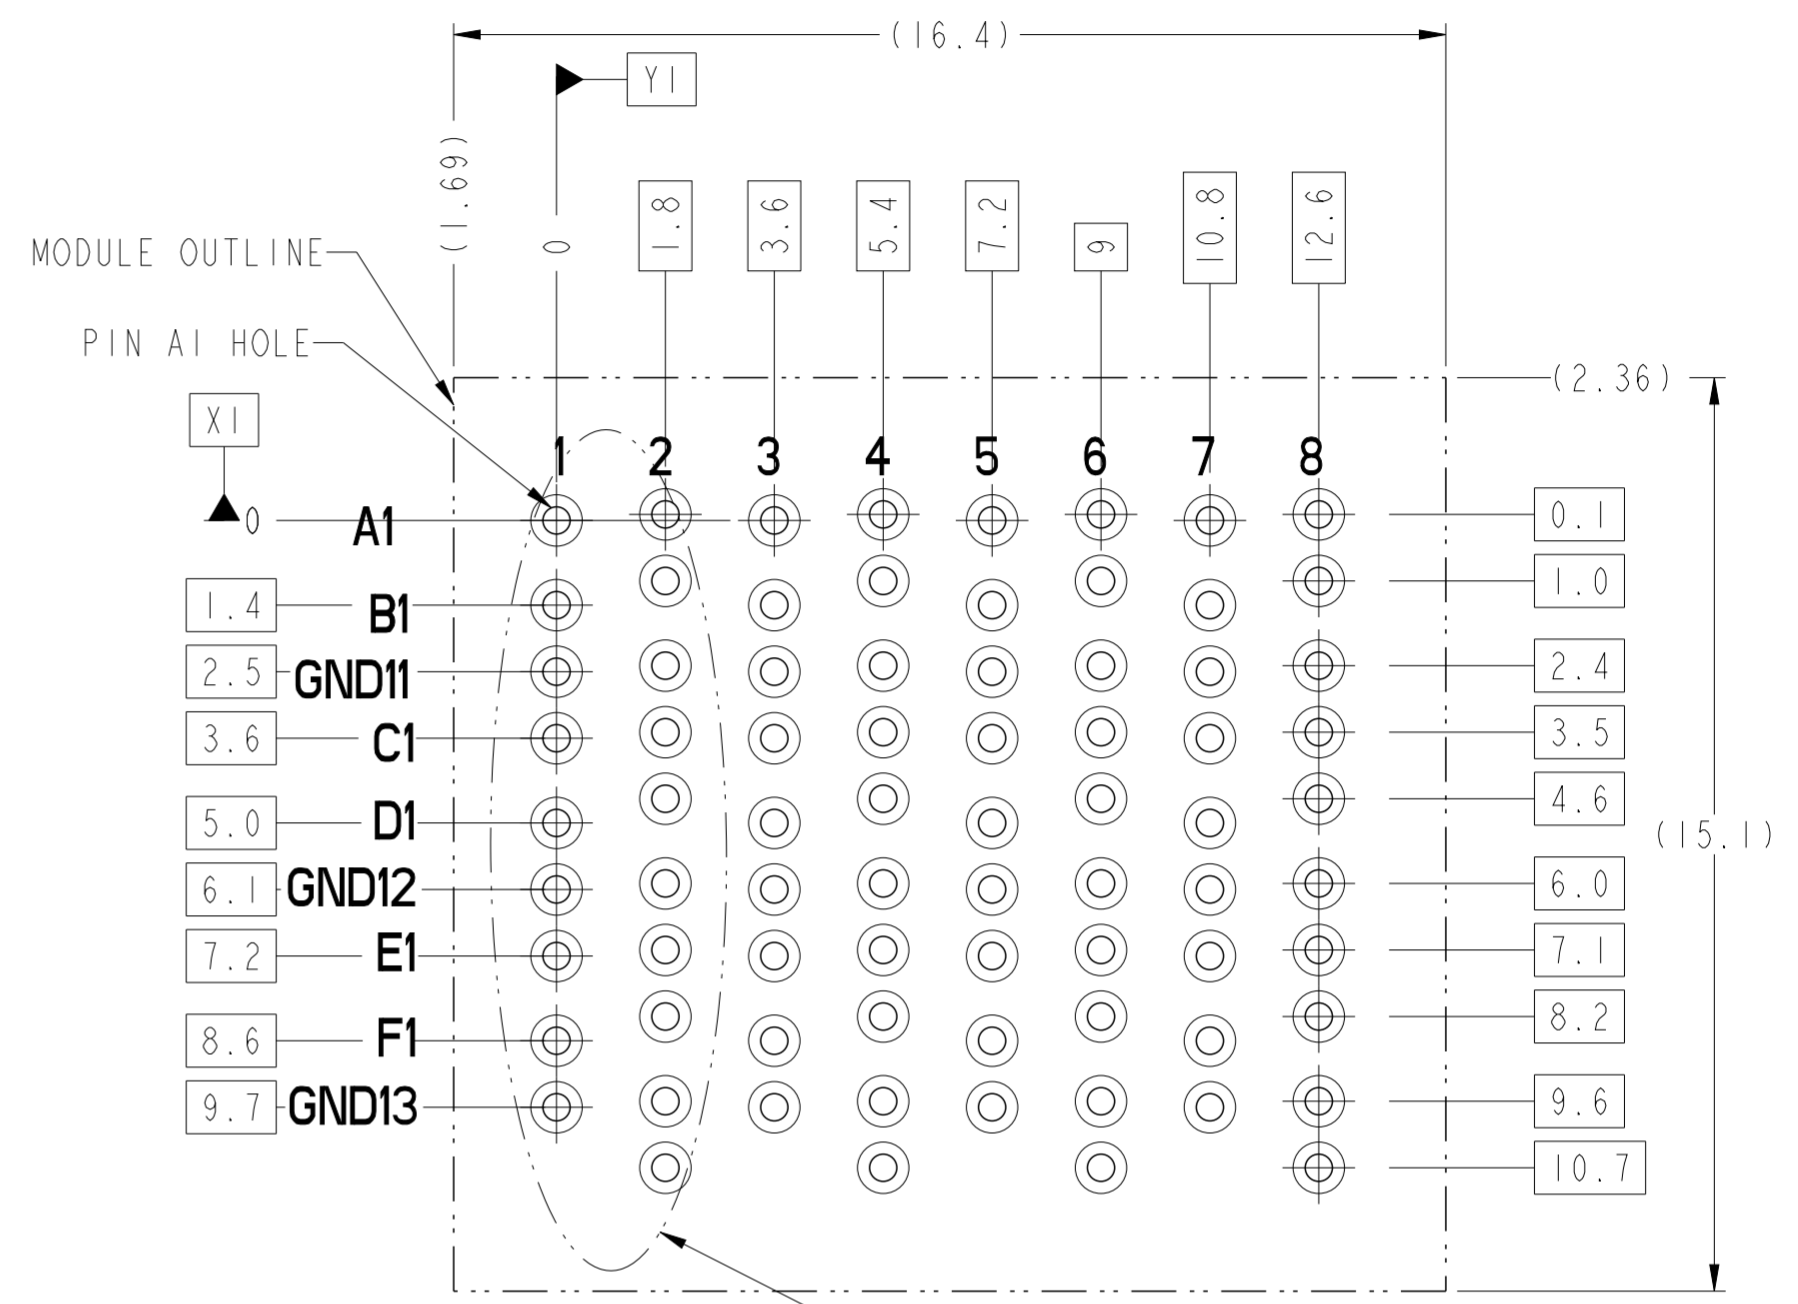 (16.4)
Y1
(1.69)
0
1.8
3.6
5.4
7.2
9
10.8
12.6
MODULE OUTLINE
PIN A1 HOLE
(2.36)
X1
1 2 3 4 5 6 7 8
0 A1 0.1
1.0
1.4 B1
2.5 GND11 2.4
3.6 C1 3.5
4.6
5.0 D1
(15.1)
6.1 GND12 6.0
7.2 E1 7.1
8.2
8.6 F1
9.7 GND13 9.6
10.7